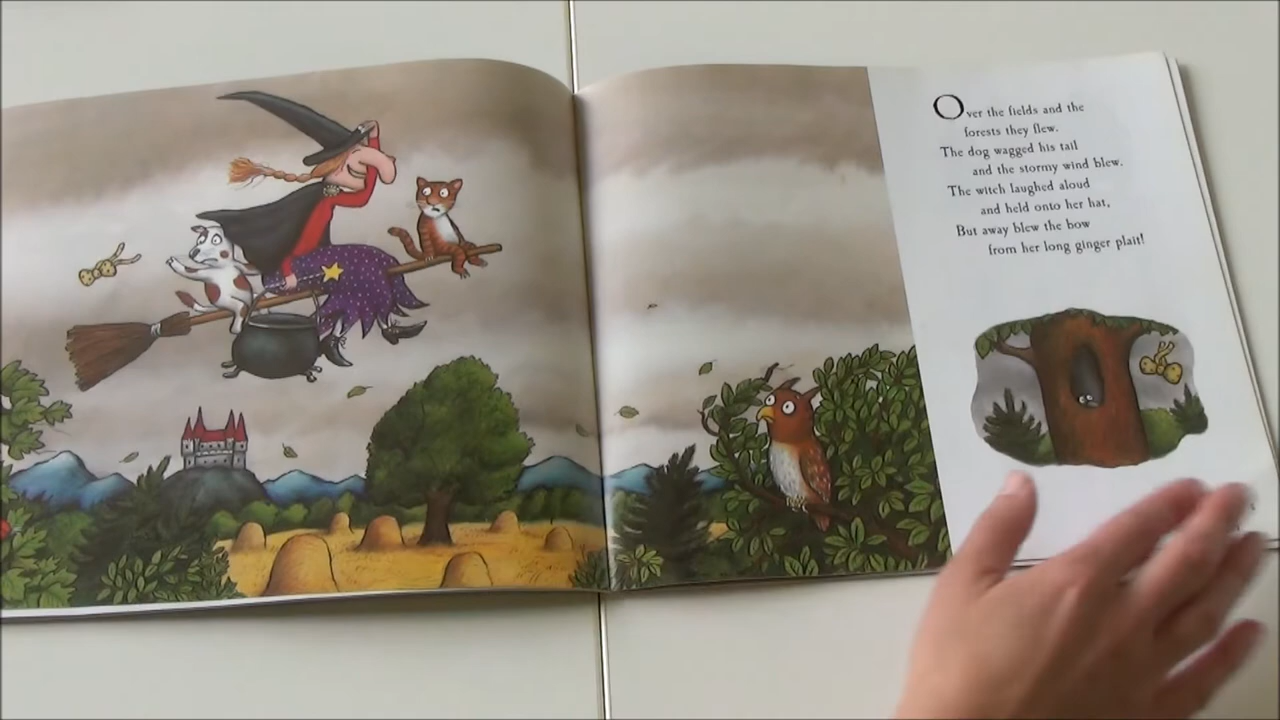 Over the fields and the
forests they flew.
The dog wagged his tail
and the stormy wind blew.
The witch laughed aloud
and held onto her hat,
But away blew the bow
from her long ginger plait!